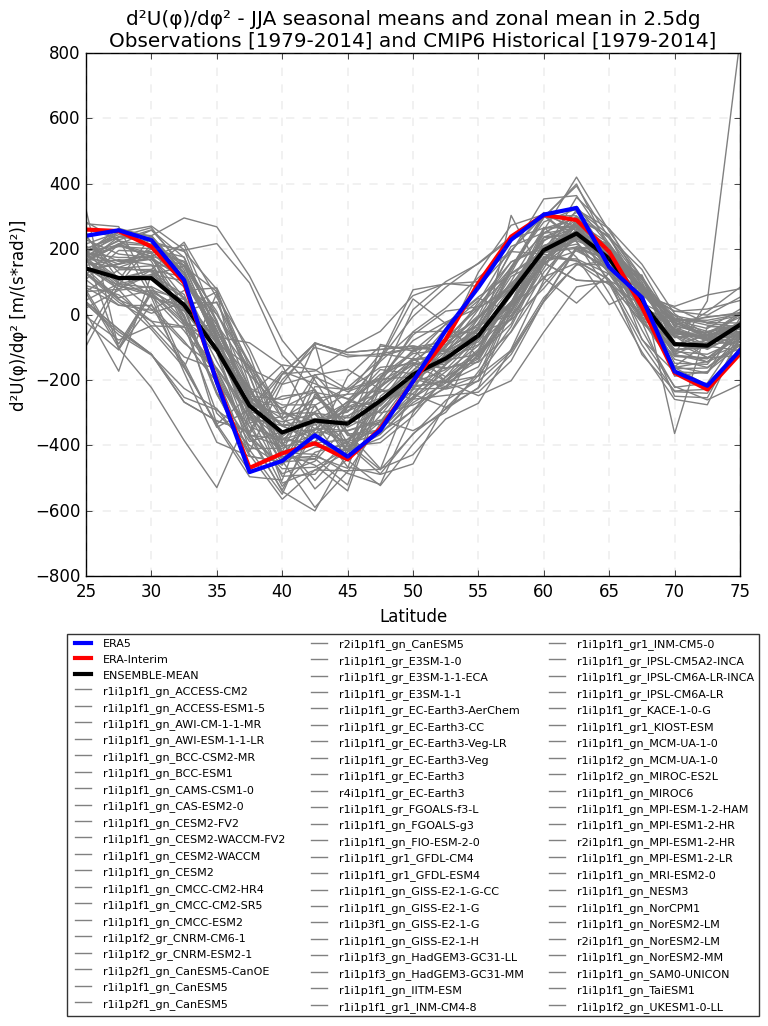 d²U(φ)/dφ² - JJA seasonal means and zonal mean in 2.5dg
Observations [1979-2014] and CMIP6 Historical [1979-2014]
d²U(φ)/dφ² [m/(s*rad²)]
800
600
400
200
0
−200
−400
−600
−800
25 30 35 40 45 50 55 60 65 70 75
Latitude
ERA5
ERA-Interim
ENSEMBLE-MEAN
r1i1p1f1_gn_ACCESS-CM2
r1i1p1f1_gn_ACCESS-ESM1-5
r1i1p1f1_gn_AWI-CM-1-1-MR
r1i1p1f1_gn_AWI-ESM-1-1-LR
r1i1p1f1_gn_BCC-CSM2-MR
r1i1p1f1_gn_BCC-ESM1
r1i1p1f1_gn_CAMS-CSM1-0
r1i1p1f1_gn_CAS-ESM2-0
r1i1p1f1_gn_CESM2-FV2
r1i1p1f1_gn_CESM2-WACCM-FV2
r1i1p1f1_gn_CESM2-WACCM
r1i1p1f1_gn_CESM2
r1i1p1f1_gn_CMCC-CM2-HR4
r1i1p1f1_gn_CMCC-CM2-SR5
r1i1p1f1_gn_CMCC-ESM2
r1i1p1f2_gr_CNRM-CM6-1
r1i1p1f2_gr_CNRM-ESM2-1
r1i1p2f1_gn_CanESM5-CanOE
r1i1p1f1_gn_CanESM5
r1i1p2f1_gn_CanESM5
r2i1p1f1_gn_CanESM5
r1i1p1f1_gr_E3SM-1-0
r1i1p1f1_gr_E3SM-1-1-ECA
r1i1p1f1_gr_E3SM-1-1
r1i1p1f1_gr_EC-Earth3-AerChem
r1i1p1f1_gr_EC-Earth3-CC
r1i1p1f1_gr_EC-Earth3-Veg-LR
r1i1p1f1_gr_EC-Earth3-Veg
r1i1p1f1_gr_EC-Earth3
r4i1p1f1_gr_EC-Earth3
r1i1p1f1_gr_FGOALS-f3-L
r1i1p1f1_gn_FGOALS-g3
r1i1p1f1_gn_FIO-ESM-2-0
r1i1p1f1_gr1_GFDL-CM4
r1i1p1f1_gr1_GFDL-ESM4
r1i1p1f1_gn_GISS-E2-1-G-CC
r1i1p1f1_gn_GISS-E2-1-G
r1i1p3f1_gn_GISS-E2-1-G
r1i1p1f1_gn_GISS-E2-1-H
r1i1p1f3_gn_HadGEM3-GC31-LL
r1i1p1f3_gn_HadGEM3-GC31-MM
r1i1p1f1_gn_IITM-ESM
r1i1p1f1_gr1_INM-CM4-8
r1i1p1f1_gr1_INM-CM5-0
r1i1p1f1_gr_IPSL-CM5A2-INCA
r1i1p1f1_gr_IPSL-CM6A-LR-INCA
r1i1p1f1_gr_IPSL-CM6A-LR
r1i1p1f1_gr_KACE-1-0-G
r1i1p1f1_gr1_KIOST-ESM
r1i1p1f1_gn_MCM-UA-1-0
r1i1p1f2_gn_MCM-UA-1-0
r1i1p1f2_gn_MIROC-ES2L
r1i1p1f1_gn_MIROC6
r1i1p1f1_gn_MPI-ESM-1-2-HAM
r1i1p1f1_gn_MPI-ESM1-2-HR
r2i1p1f1_gn_MPI-ESM1-2-HR
r1i1p1f1_gn_MPI-ESM1-2-LR
r1i1p1f1_gn_MRI-ESM2-0
r1i1p1f1_gn_NESM3
r1i1p1f1_gn_NorCPM1
r1i1p1f1_gn_NorESM2-LM
r2i1p1f1_gn_NorESM2-LM
r1i1p1f1_gn_NorESM2-MM
r1i1p1f1_gn_SAM0-UNICON
r1i1p1f1_gn_TaiESM1
r1i1p1f2_gn_UKESM1-0-LL